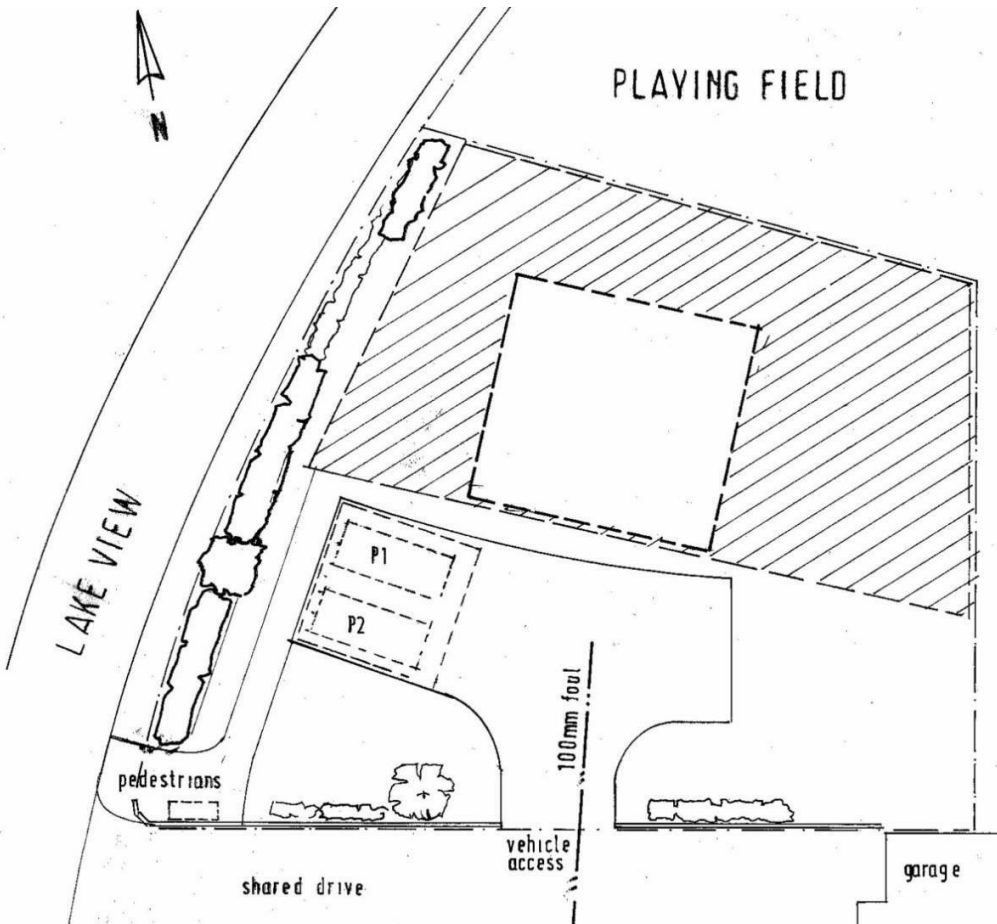 PLAYING FIELD
N
LAKE VIEW
P1
P2
100mm foul
pedestrians
vehicle
access
shared drive
garage